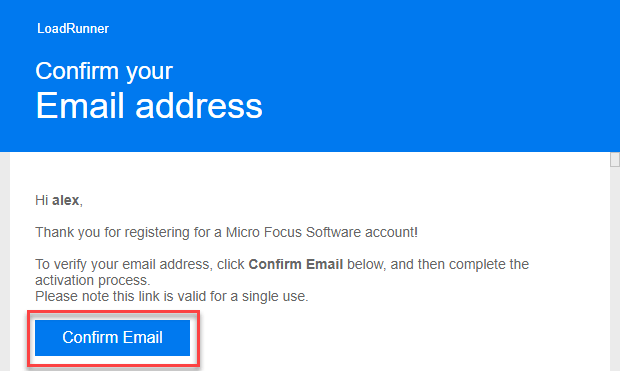 LoadRunner
Confirm your
Email address
Hi alex,
Thank you for registering for a Micro Focus Software account!
To verify your email address, click Confirm Email below, and then complete the
activation process.
Please note this link is valid for a single use.
Confirm Email